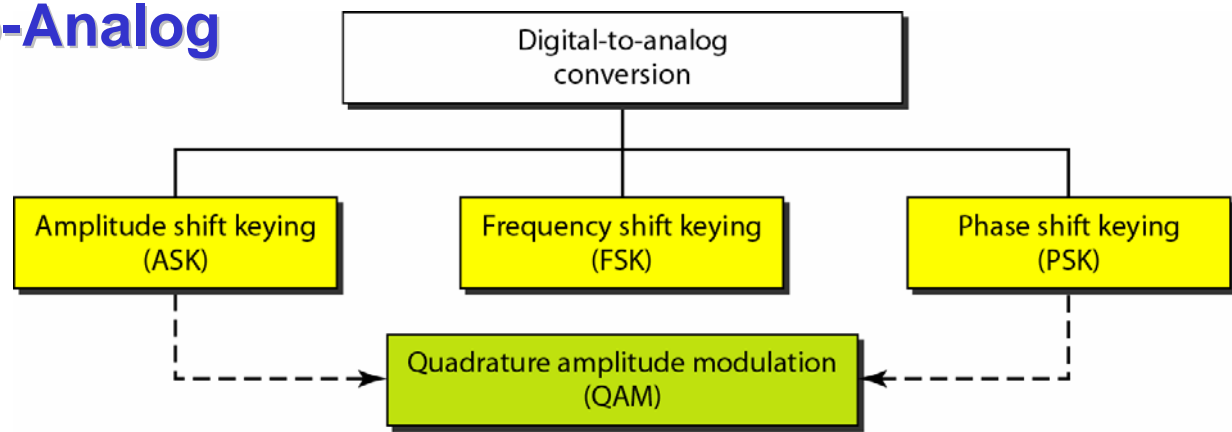 -Analog
Digital-to-analog
conversion
Amplitude shift keying
(ASK)
Frequency shift keying
(FSK)
Phase shift keying
(PSK)
Quadrature amplitude modulation
(QAM)